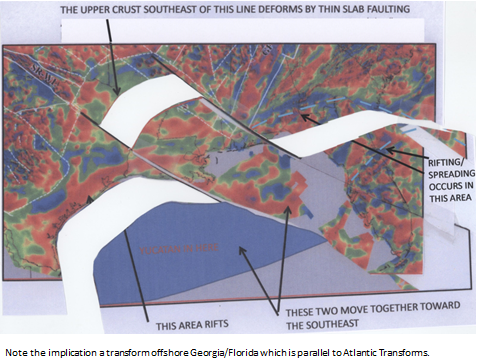 THE UPPER CRUST SOUTHEAST OF THIS LINE DEFORMS BY THIN SLAB FAULTING
RIFTING/
SPREADING
OCCURS IN
THIS AREA
THIS AREA RIFTS
THESE TWO MOVE TOGETHER TOWARD
THE SOUTHEAST
Note the implication a transform offshore Georgia/Florida which is parallel to Atlantic Transforms.